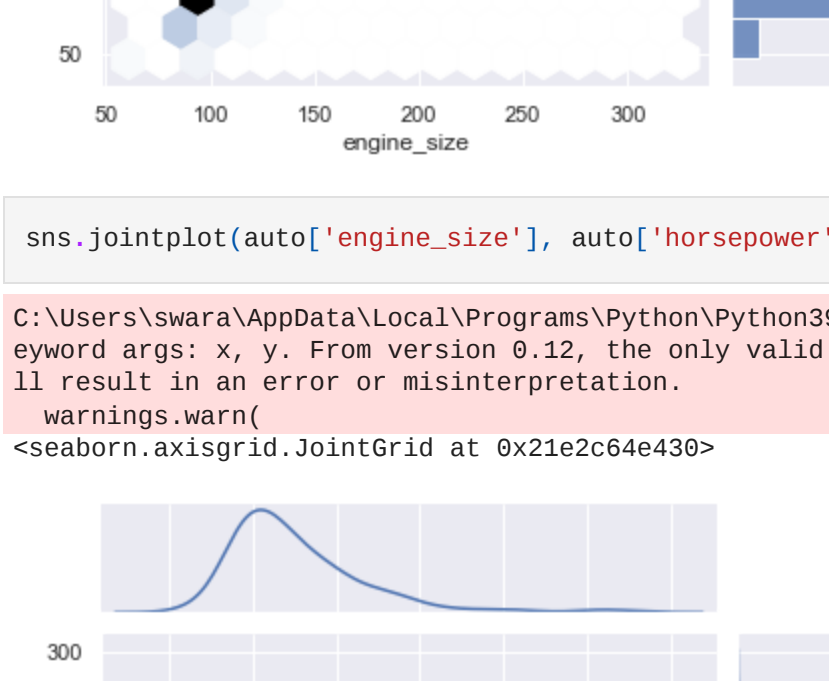 50
50 100 150 200 250 300
engine_size
sns.jointplot(auto['engine_size'], auto['horsepower'
C:\Users\swara\AppData\Local\Programs\Python\Python39
eyword args: x, y. From version 0.12, the only valid
ll result in an error or misinterpretation.
  warnings.warn(
<seaborn.axisgrid.JointGrid at 0x21e2c64e430>
300